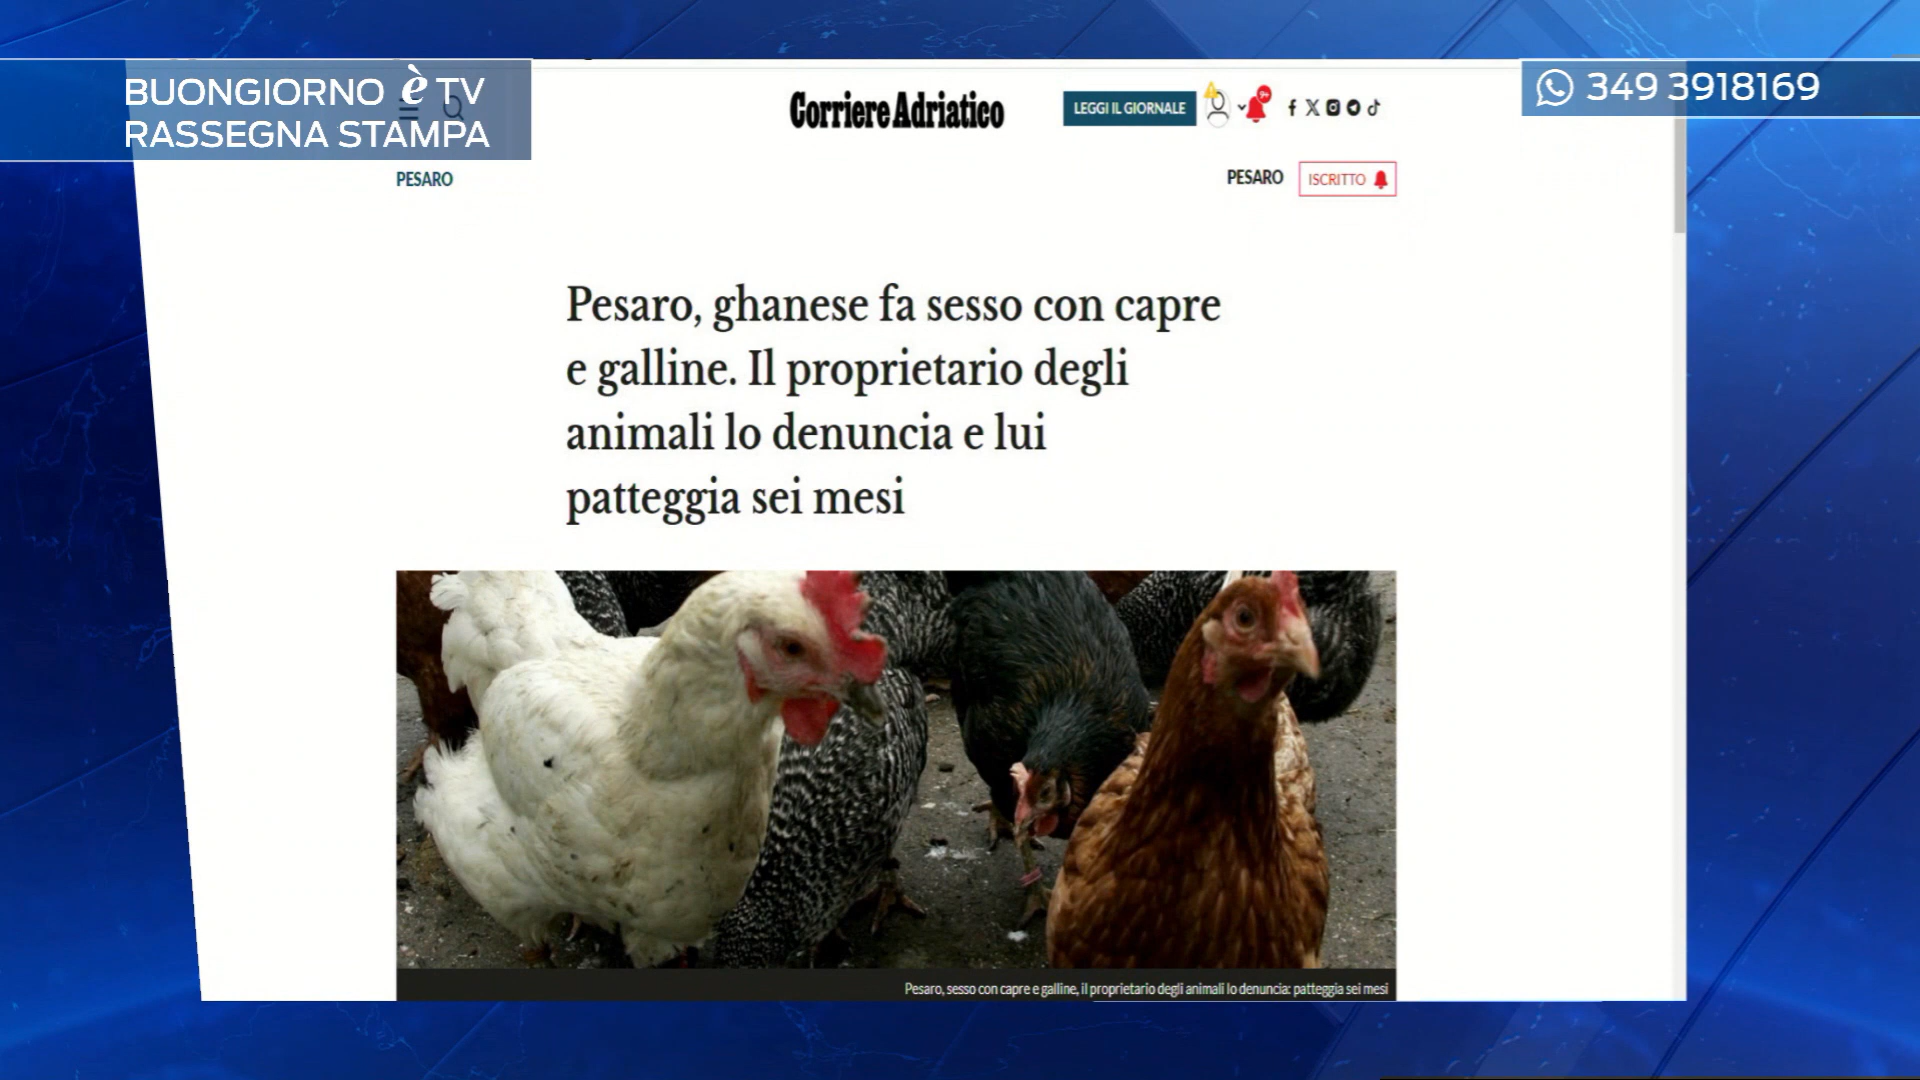 BUONGIORNO è TV
RASSEGNA STAMPA
349 3918169
Corriere Adriatico
LEGGI IL GIORNALE
9+
PESARO
PESARO
ISCRITTO
Pesaro, ghanese fa sesso con capre
e galline. Il proprietario degli
animali lo denuncia e lui
patteggia sei mesi
Pesaro, sesso con capre e galline, il proprietario degli animali lo denuncia: patteggia sei mesi